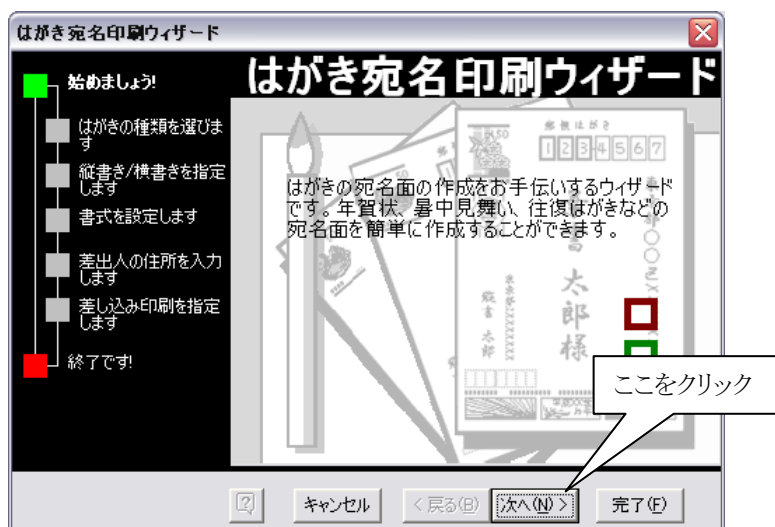 はがき宛名印刷ウィザード
始めましょう!
はがきの種類を選びま
す
縦書き/横書きを指定
します
書式を設定します
差出人の住所を入力
します
差し込み印刷を指定
します
終了です!
はがき宛名印刷ウィザード
郵便はがき
50
1234567
はがきの宛名面の作成をお手伝いするウィザード
です。年賀状、暑中見舞い、往復はがきなどの
宛名面を簡単に作成することができます。
太郎様
縦書 太郎
ここをクリック
キャンセル
< 戻る(B)
次へ(N) >
完了(F)